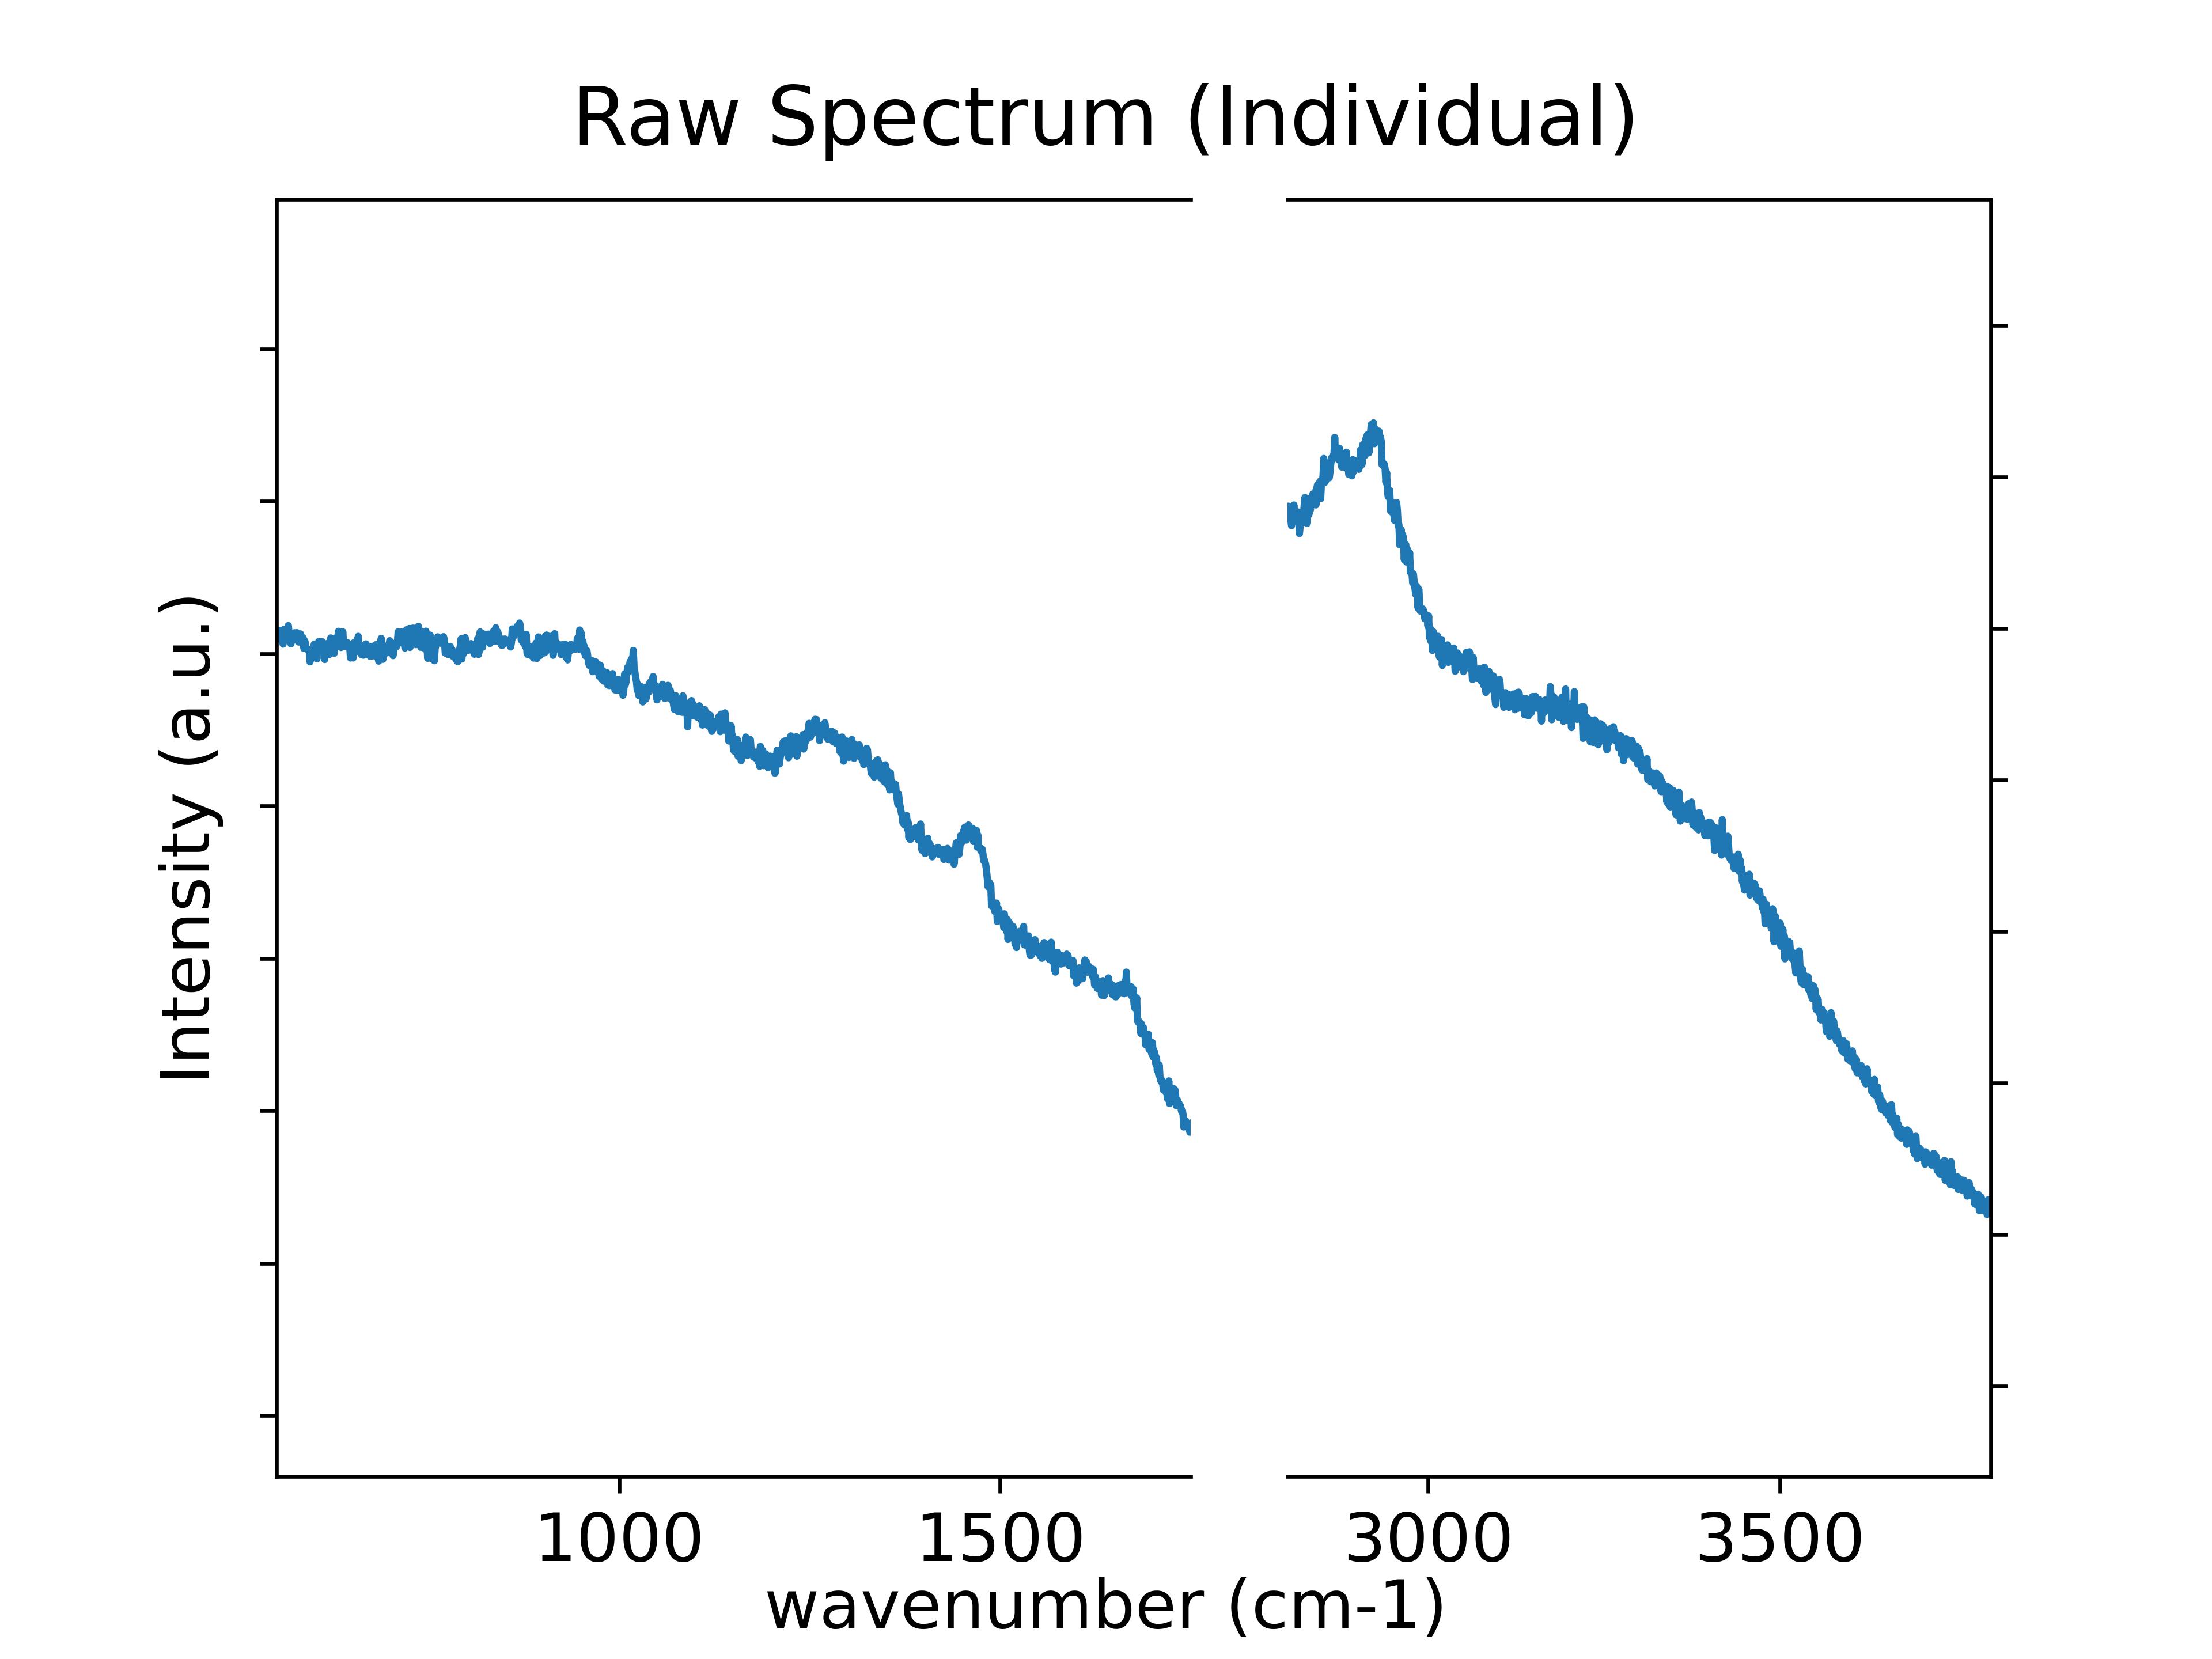 Raw Spectrum (Individual)
Intensity (a.u.)
1000 1500 3000 3500
wavenumber (cm-1)